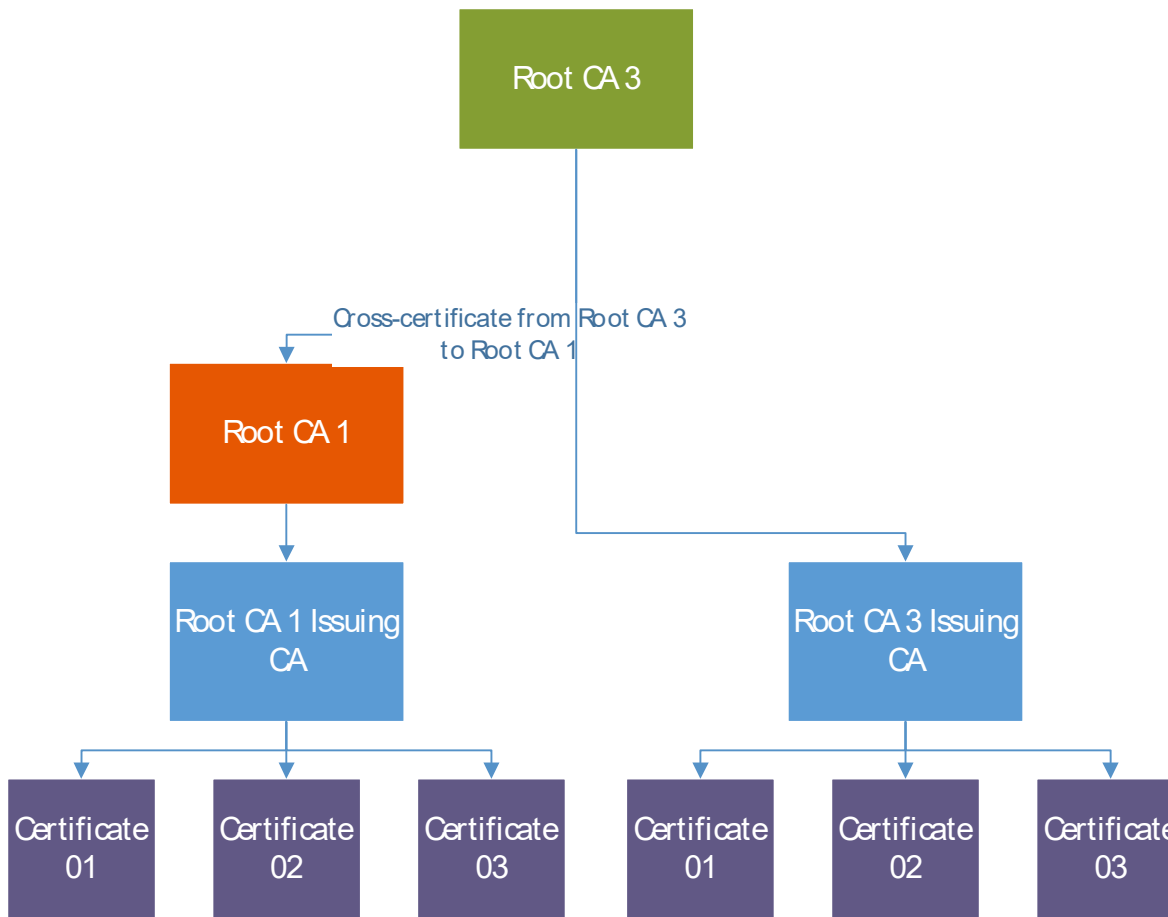 Root CA 3
Cross-certificate from Root CA 3
to Root CA 1
Root CA 1
Root CA 1 Issuing
CA
Root CA 3 Issuing
CA
Certificate
01
Certificate
02
Certificate
03
Certificate
01
Certificate
02
Certificate
03